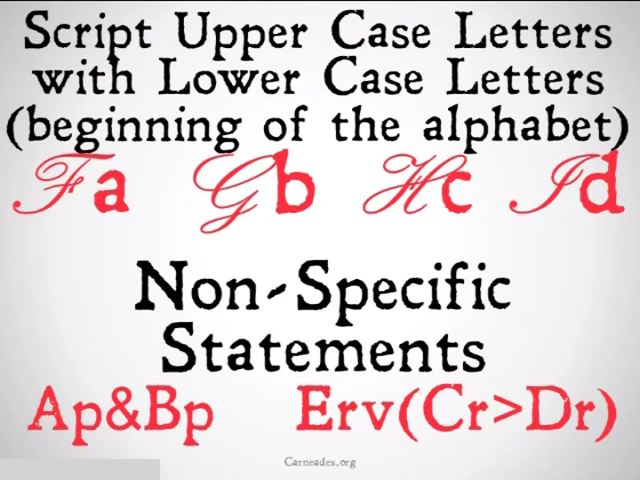 Script Upper Case Letters
with Lower Case Letters
(beginning of the alphabet)
ℱa 𝒢b ℋc ℐd
Non-Specific
Statements
Ap&Bp Erv(Cr>Dr)
Carneades.org